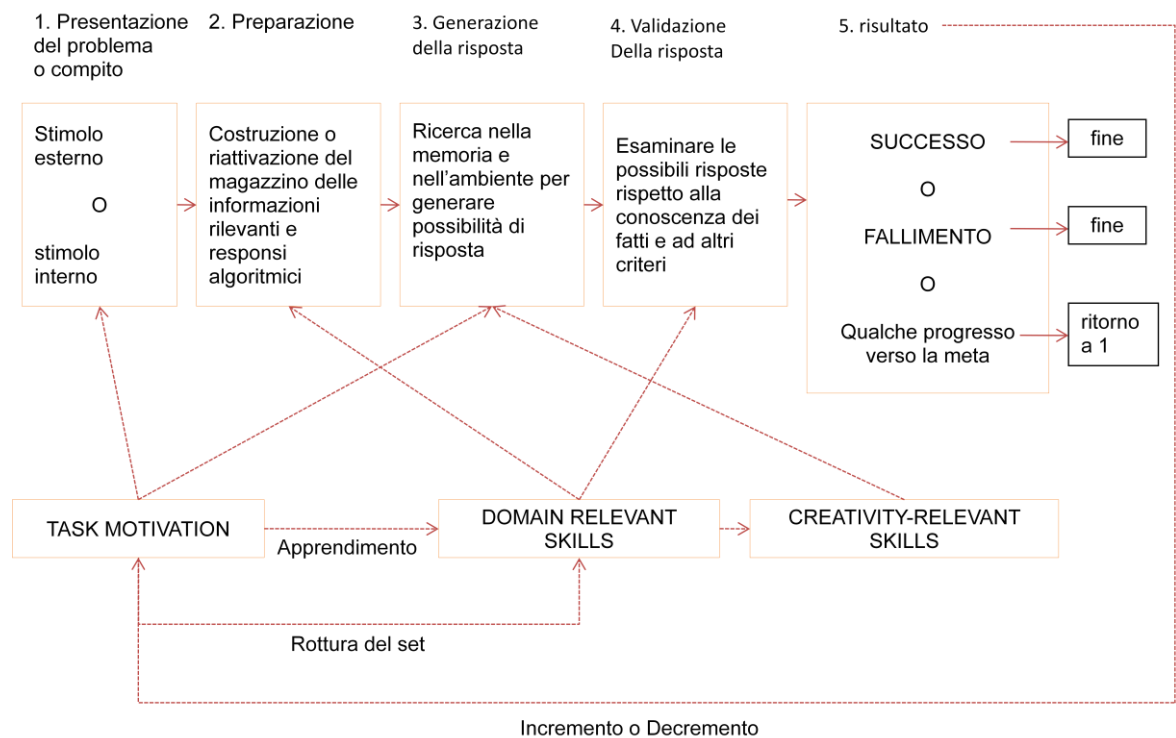 1. Presentazione
del problema
o compito
2. Preparazione
3. Generazione
della risposta
4. Validazione
Della risposta
5. risultato
Stimolo
esterno
O
stimolo
interno
Costruzione o
riattivazione del
magazzino delle
informazioni
rilevanti e
responsi
algoritmici
Ricerca nella
memoria e
nell'ambiente per
generare
possibilità di
risposta
Esaminare le
possibili risposte
rispetto alla
conoscenza dei
fatti e ad altri
criteri
SUCCESSO
O
FALLIMENTO
O
Qualche progresso
verso la meta
fine
fine
ritorno
a 1
TASK MOTIVATION
Apprendimento
DOMAIN RELEVANT
SKILLS
CREATIVITY-RELEVANT
SKILLS
Rottura del set
Incremento o Decremento